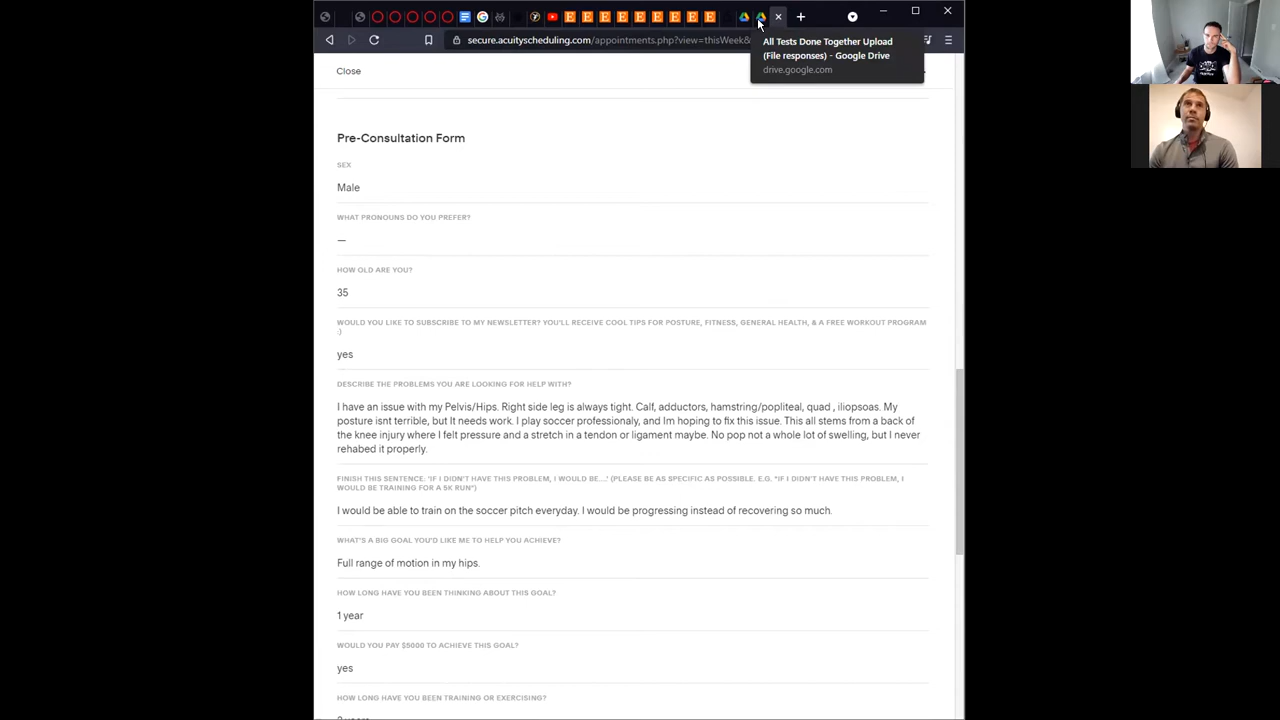 secure.acuityscheduling.com/appointments.php?view=thisWeek&
All Tests Done Together Upload
(File responses) - Google Drive
drive.google.com
Close
Pre-Consultation Form
SEX
Male
WHAT PRONOUNS DO YOU PREFER?
—
HOW OLD ARE YOU?
35
WOULD YOU LIKE TO SUBSCRIBE TO MY NEWSLETTER? YOU'LL RECEIVE COOL TIPS FOR POSTURE, FITNESS, GENERAL HEALTH, & A FREE WORKOUT PROGRAM
:)
yes
DESCRIBE THE PROBLEMS YOU ARE LOOKING FOR HELP WITH?
I have an issue with my Pelvis/Hips. Right side leg is always tight. Calf, adductors, hamstring/popliteal, quad , iliopsoas. My
posture isnt terrible, but It needs work. I play soccer professionaly, and Im hoping to fix this issue. This all stems from a back of
the knee injury where I felt pressure and a stretch in a tendon or ligament maybe. No pop not a whole lot of swelling, but I never
rehabed it properly.
FINISH THIS SENTENCE: 'IF I DIDN'T HAVE THIS PROBLEM, I WOULD BE....' (PLEASE BE AS SPECIFIC AS POSSIBLE. E.G. "IF I DIDN'T HAVE THIS PROBLEM, I
WOULD BE TRAINING FOR A 5K RUN")
I would be able to train on the soccer pitch everyday. I would be progressing instead of recovering so much.
WHAT'S A BIG GOAL YOU'D LIKE ME TO HELP YOU ACHIEVE?
Full range of motion in my hips.
HOW LONG HAVE YOU BEEN THINKING ABOUT THIS GOAL?
1 year
WOULD YOU PAY $5000 TO ACHIEVE THIS GOAL?
yes
HOW LONG HAVE YOU BEEN TRAINING OR EXERCISING?